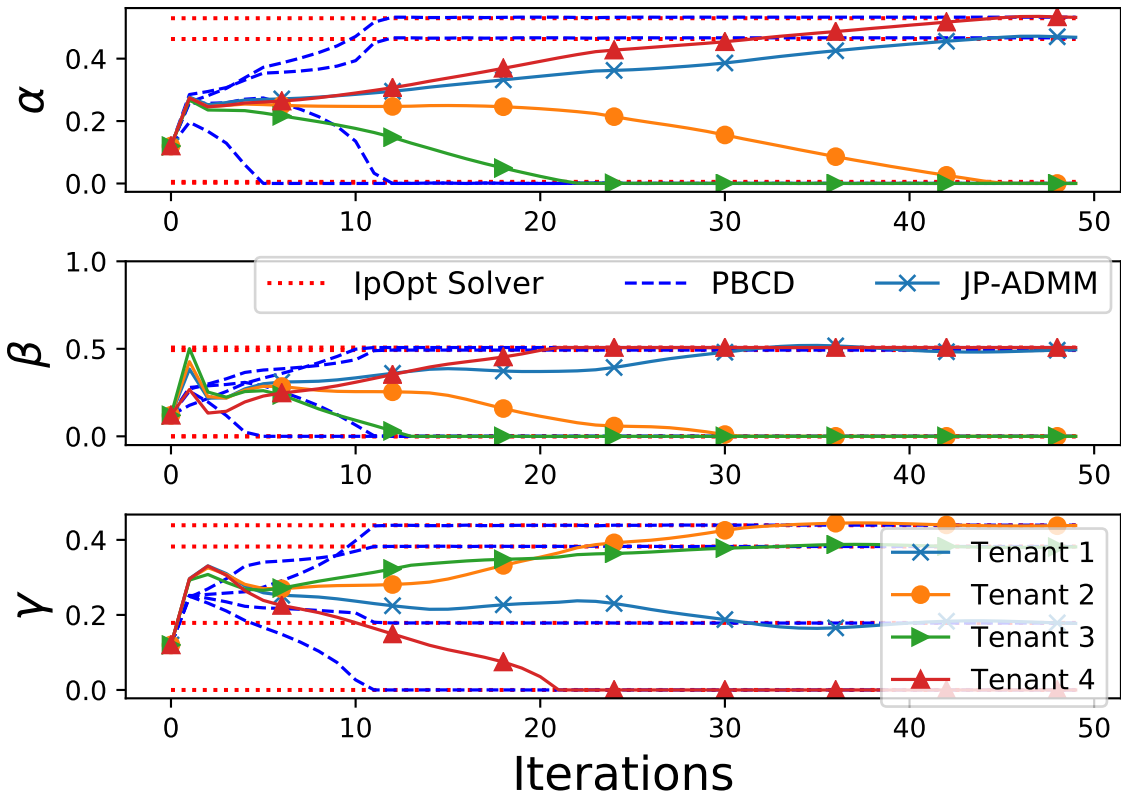 α
0.4
0.2
0.0
0 10 20 30 40 50
β
1.0
0.5
0.0
IpOpt Solver PBCD JP-ADMM
0 10 20 30 40 50
γ
0.4
0.2
0.0
Tenant 1
Tenant 2
Tenant 3
Tenant 4
0 10 20 30 40 50
Iterations